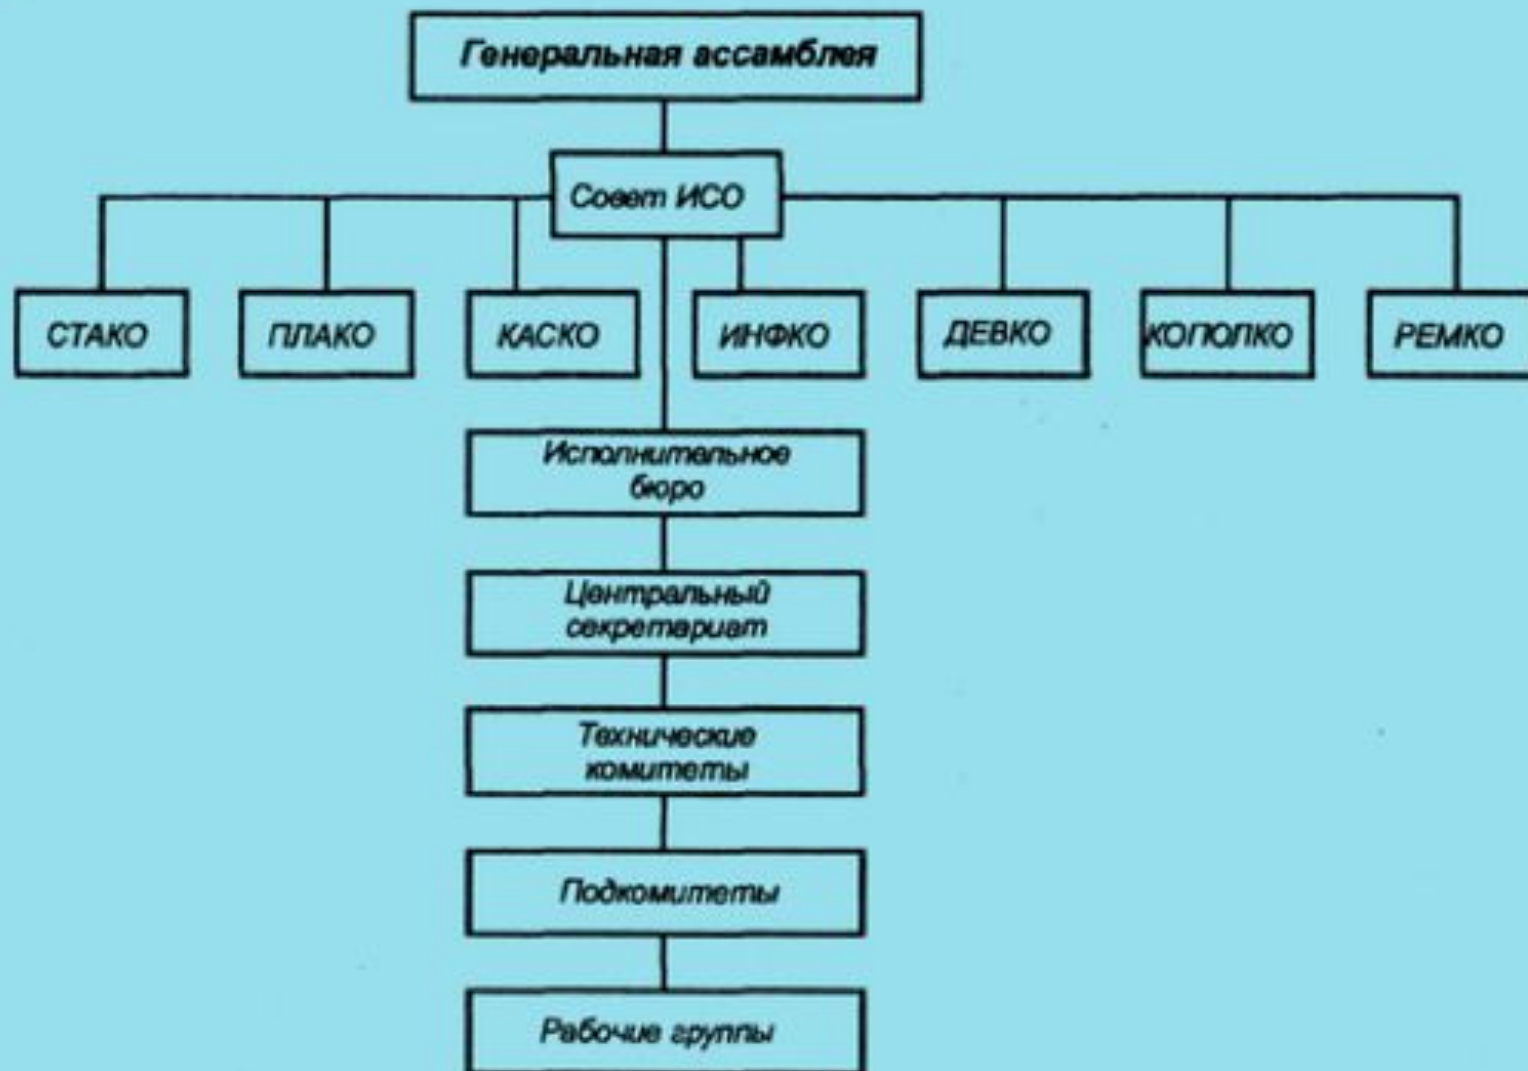 Генеральная ассамблея
Совет ИСО
СТАКО
ПЛАКО
КАСКО
ИНФКО
ДЕВКО
КОПОЛКО
РЕМКО
Исполнительное
бюро
Центральный
секретариат
Технические
комитеты
Подкомитеты
Рабочие группы